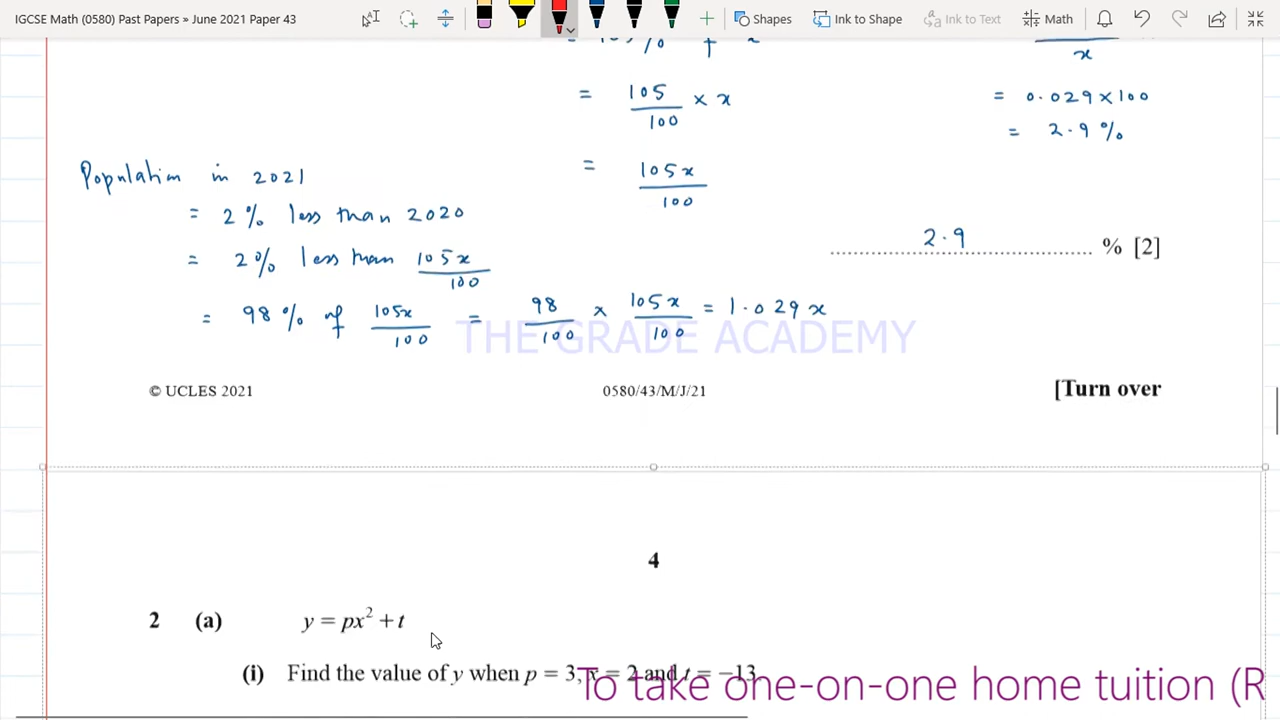 IGCSE Math (0580) Past Papers » June 2021 Paper 43
Shapes Ink to Shape Ink to Text Math
x
= 105/100 × x
= 0.029 × 100
= 2.9 %
Population in 2021
= 105x/100
= 2 % less than 2020
2.9 % [2]
= 2% less than 105x/100
= 98 % of 105x/100 = 98/100 × 105x/100 = 1.029 x
THE GRADE ACADEMY
© UCLES 2021 0580/43/M/J/21 [Turn over
4
2 (a) y = px² + t
(i) Find the value of y when p = 3, x = 2 and t = −13.
To take one-on-one home tuition (R